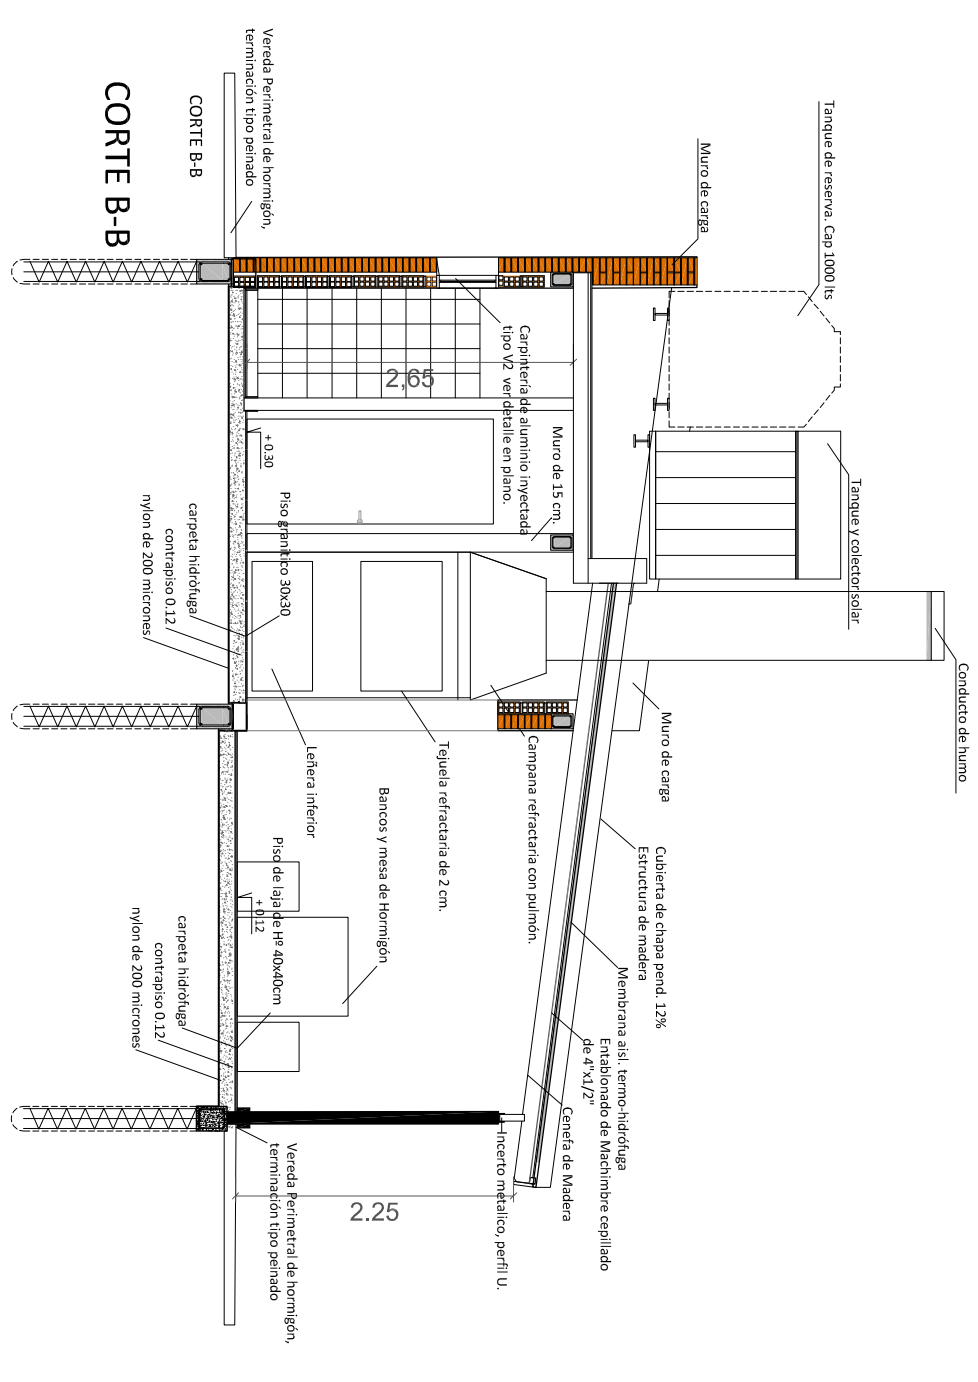 Conducto de humo
Tanque y colector solar
Tanque de reserva. Cap 1000 lts
Muro de carga
Muro de carga
Cubierta de chapa pend. 12%
Estructura de madera
Membrana aisl. termo-hidrófuga
Entablonado de Machimbre cepillado
de 4"x1/2"
Cenefa de Madera
Muro de 15 cm.
Carpintería de aluminio inyectada
tipo V2 ver detalle en plano.
Campana refractaria con pulmón.
Incerto metalico, perfil U.
Tejuela refractaria de 2 cm.
Bancos y mesa de Hormigón
Leñera inferior
2,65
2.25
+ 0.30
Piso granitico 30x30
Piso de laja de Hº 40x40cm
+ 0.12
Vereda Perimetral de hormigón,
terminación tipo peinado
Vereda Perimetral de hormigón,
terminación tipo peinado
carpeta hidròfuga
contrapiso 0.12
nylon de 200 micrones
carpeta hidròfuga
contrapiso 0.12
nylon de 200 micrones
CORTE B-B
CORTE B-B